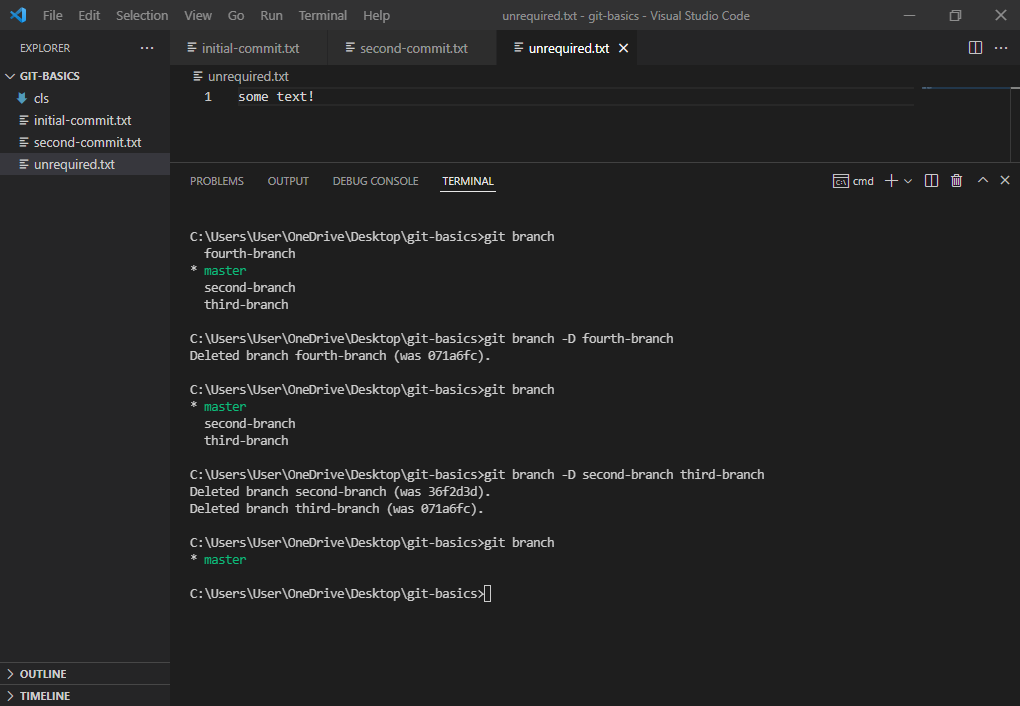 File Edit Selection View Go Run Terminal Help unrequired.txt - git-basics - Visual Studio Code
EXPLORER ...
GIT-BASICS
cls
initial-commit.txt
second-commit.txt
unrequired.txt
initial-commit.txt second-commit.txt unrequired.txt
unrequired.txt
1 some text!
PROBLEMS OUTPUT DEBUG CONSOLE TERMINAL cmd
C:\Users\User\OneDrive\Desktop\git-basics>git branch
fourth-branch
* master
second-branch
third-branch
C:\Users\User\OneDrive\Desktop\git-basics>git branch -D fourth-branch
Deleted branch fourth-branch (was 071a6fc).
C:\Users\User\OneDrive\Desktop\git-basics>git branch
* master
second-branch
third-branch
C:\Users\User\OneDrive\Desktop\git-basics>git branch -D second-branch third-branch
Deleted branch second-branch (was 36f2d3d).
Deleted branch third-branch (was 071a6fc).
C:\Users\User\OneDrive\Desktop\git-basics>git branch
* master
C:\Users\User\OneDrive\Desktop\git-basics>
OUTLINE
TIMELINE